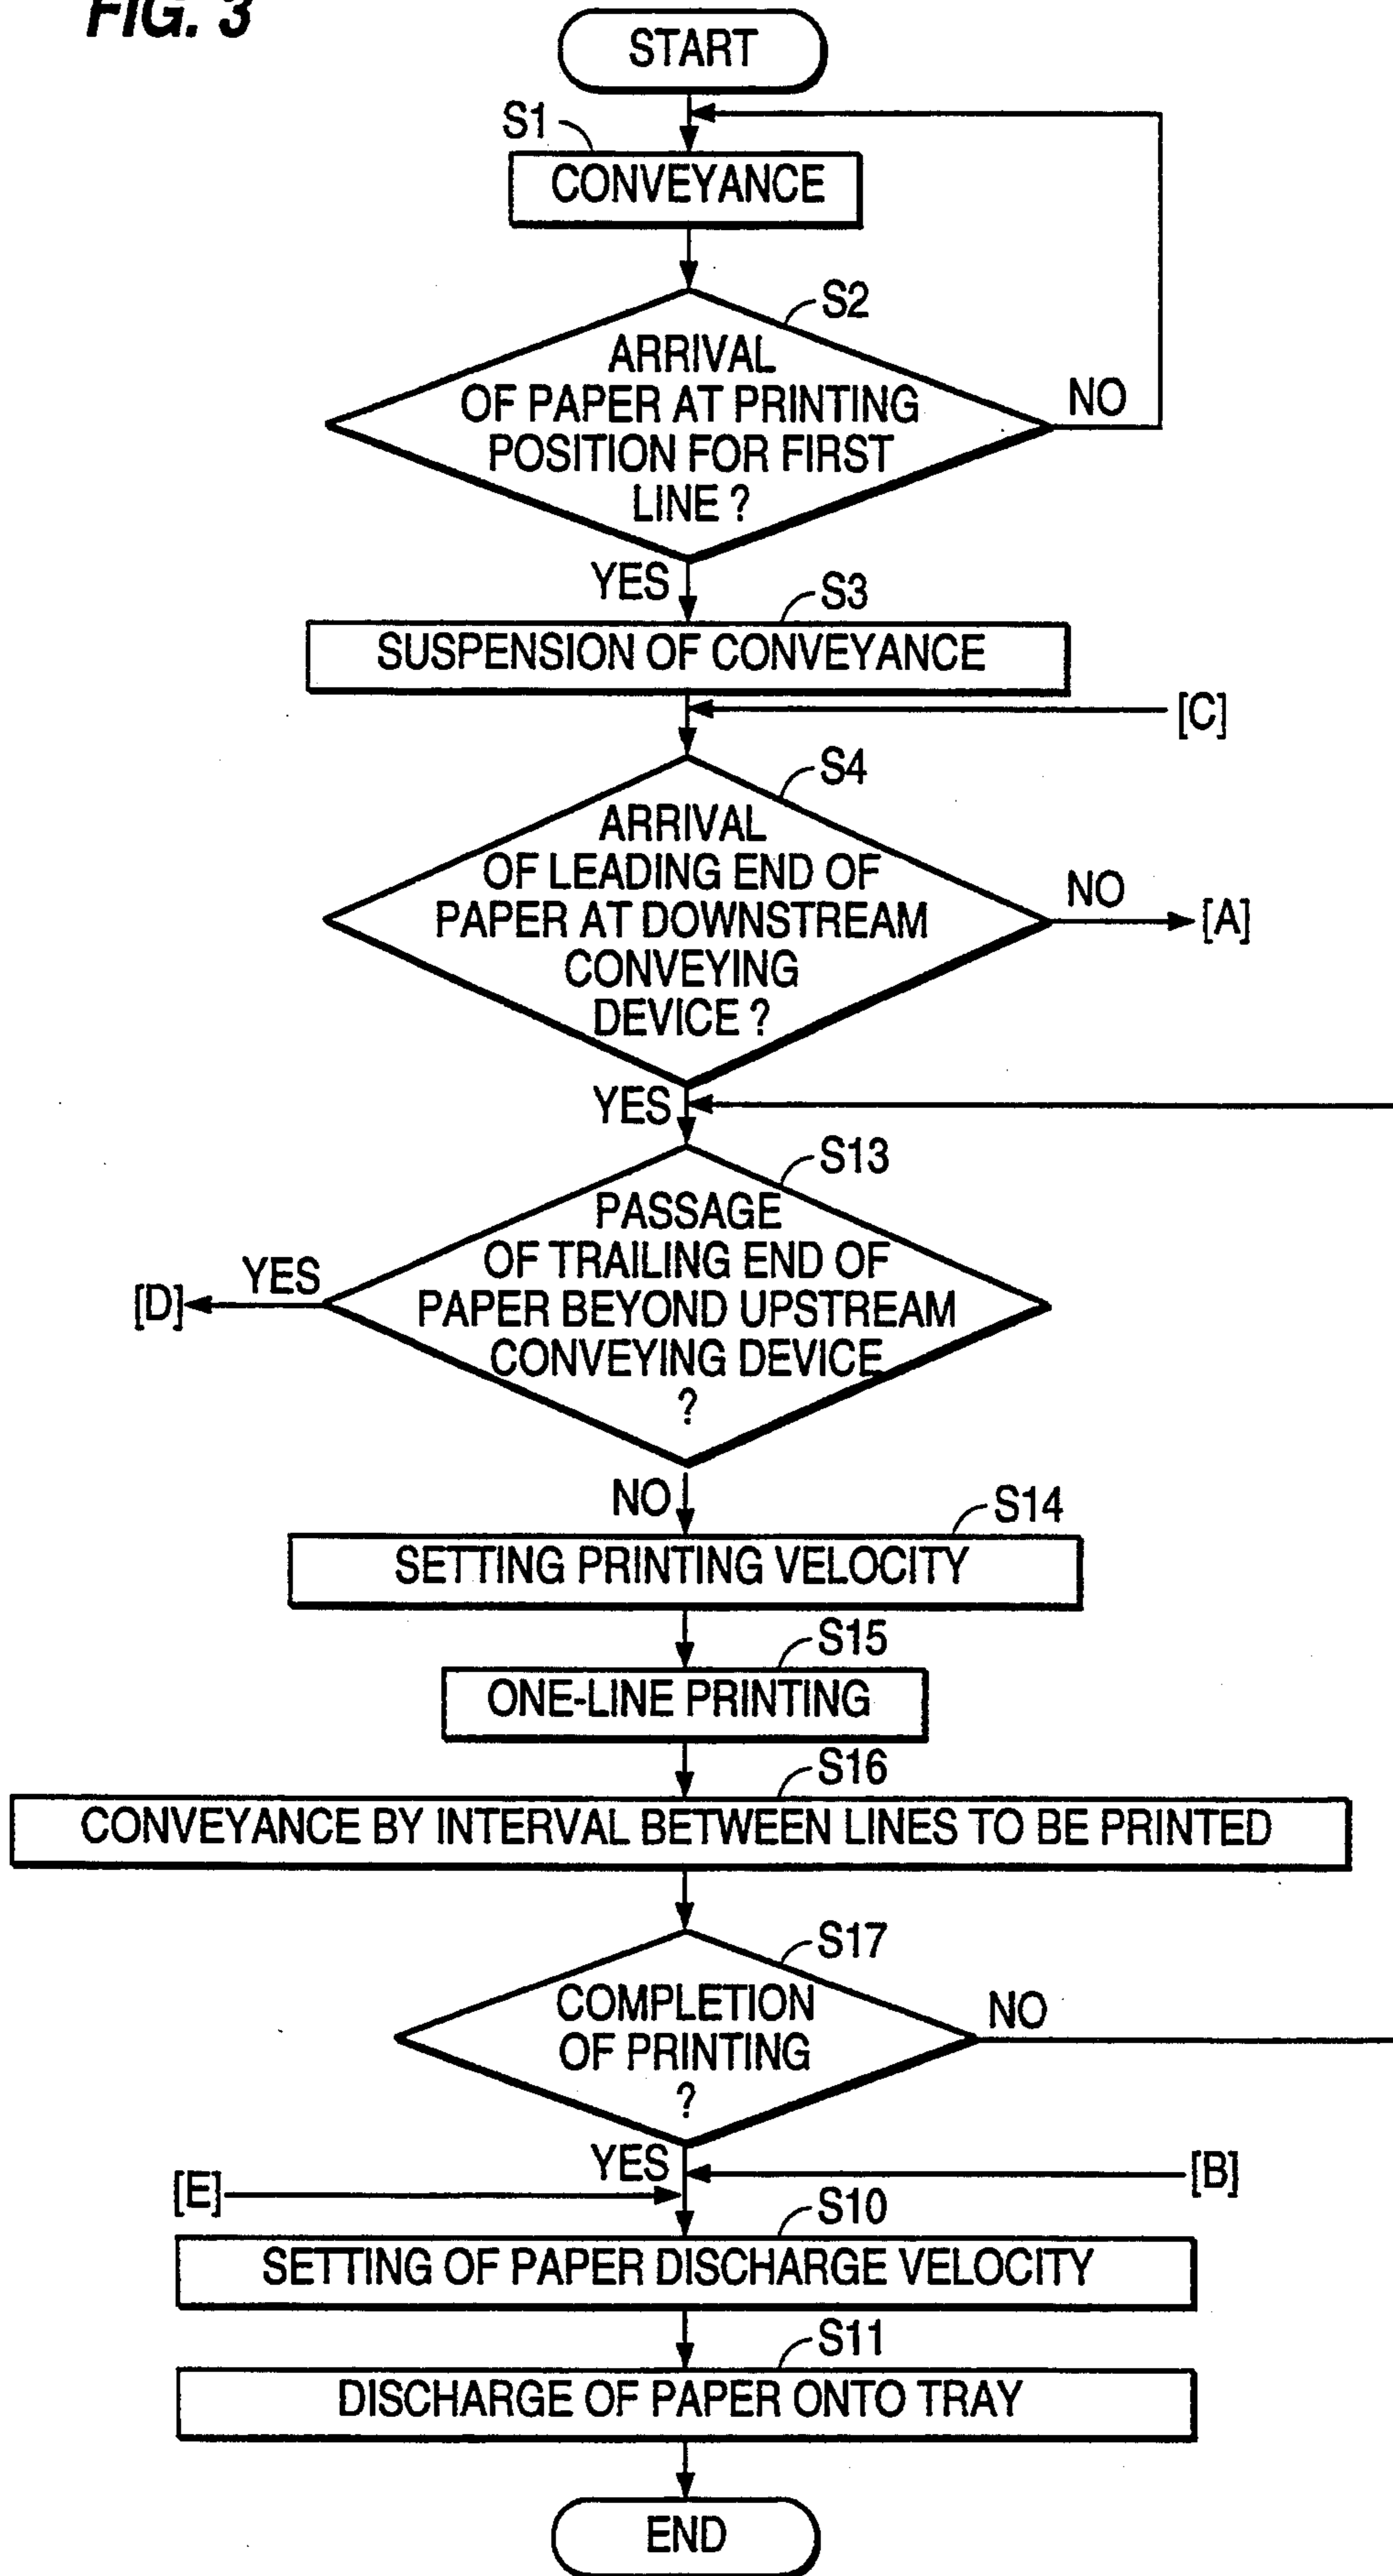 FIG. 3
START
S1
CONVEYANCE
S2
ARRIVAL
OF PAPER AT PRINTING
POSITION FOR FIRST
LINE ?
NO
YES
S3
SUSPENSION OF CONVEYANCE
[C]
S4
ARRIVAL
OF LEADING END OF
PAPER AT DOWNSTREAM
CONVEYING
DEVICE ?
NO
[A]
YES
S13
PASSAGE
OF TRAILING END OF
PAPER BEYOND UPSTREAM
CONVEYING DEVICE
?
YES
[D]
NO
S14
SETTING PRINTING VELOCITY
S15
ONE-LINE PRINTING
S16
CONVEYANCE BY INTERVAL BETWEEN LINES TO BE PRINTED
S17
COMPLETION
OF PRINTING
?
NO
YES
[B]
[E]
S10
SETTING OF PAPER DISCHARGE VELOCITY
S11
DISCHARGE OF PAPER ONTO TRAY
END